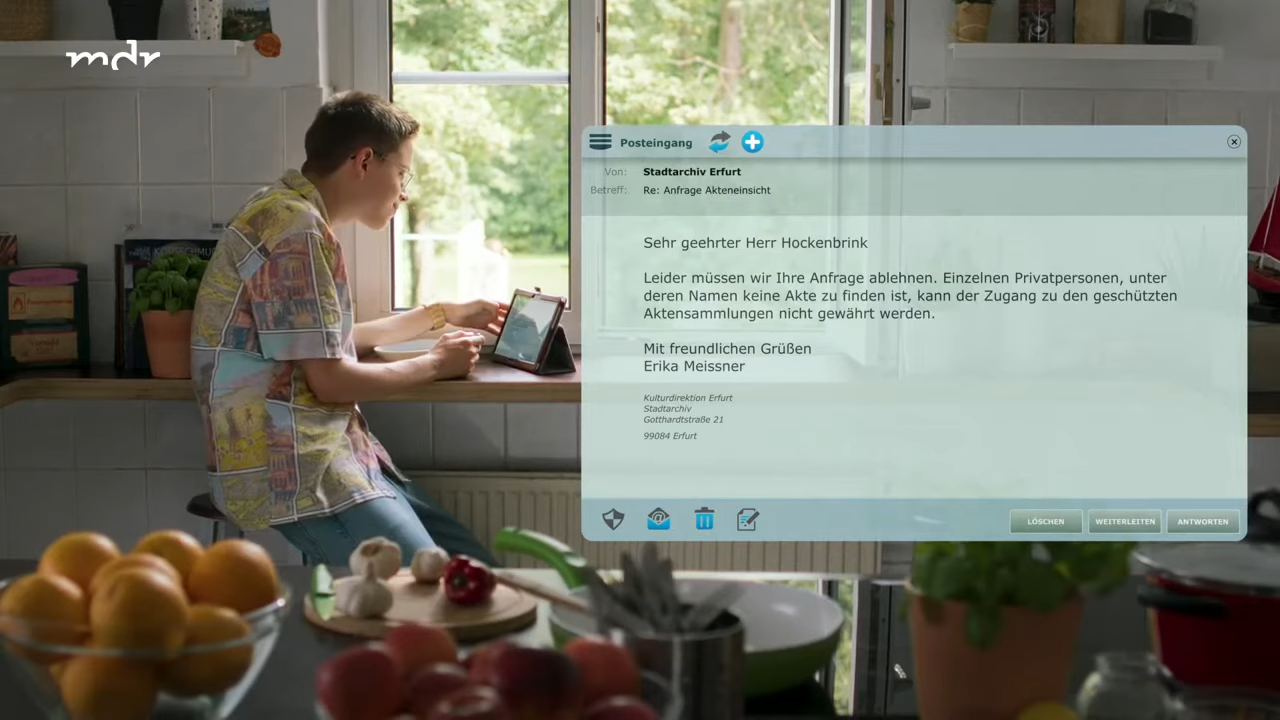 mdr
Posteingang
Von: Stadtarchiv Erfurt
Betreff: Re: Anfrage Akteneinsicht
Sehr geehrter Herr Hockenbrink
Leider müssen wir Ihre Anfrage ablehnen. Einzelnen Privatpersonen, unter
deren Namen keine Akte zu finden ist, kann der Zugang zu den geschützten
Aktensammlungen nicht gewährt werden.
Mit freundlichen Grüßen
Erika Meissner
Kulturdirektion Erfurt
Stadtarchiv
Gotthardtstraße 21
99084 Erfurt
LÖSCHEN
WEITERLEITEN
ANTWORTEN